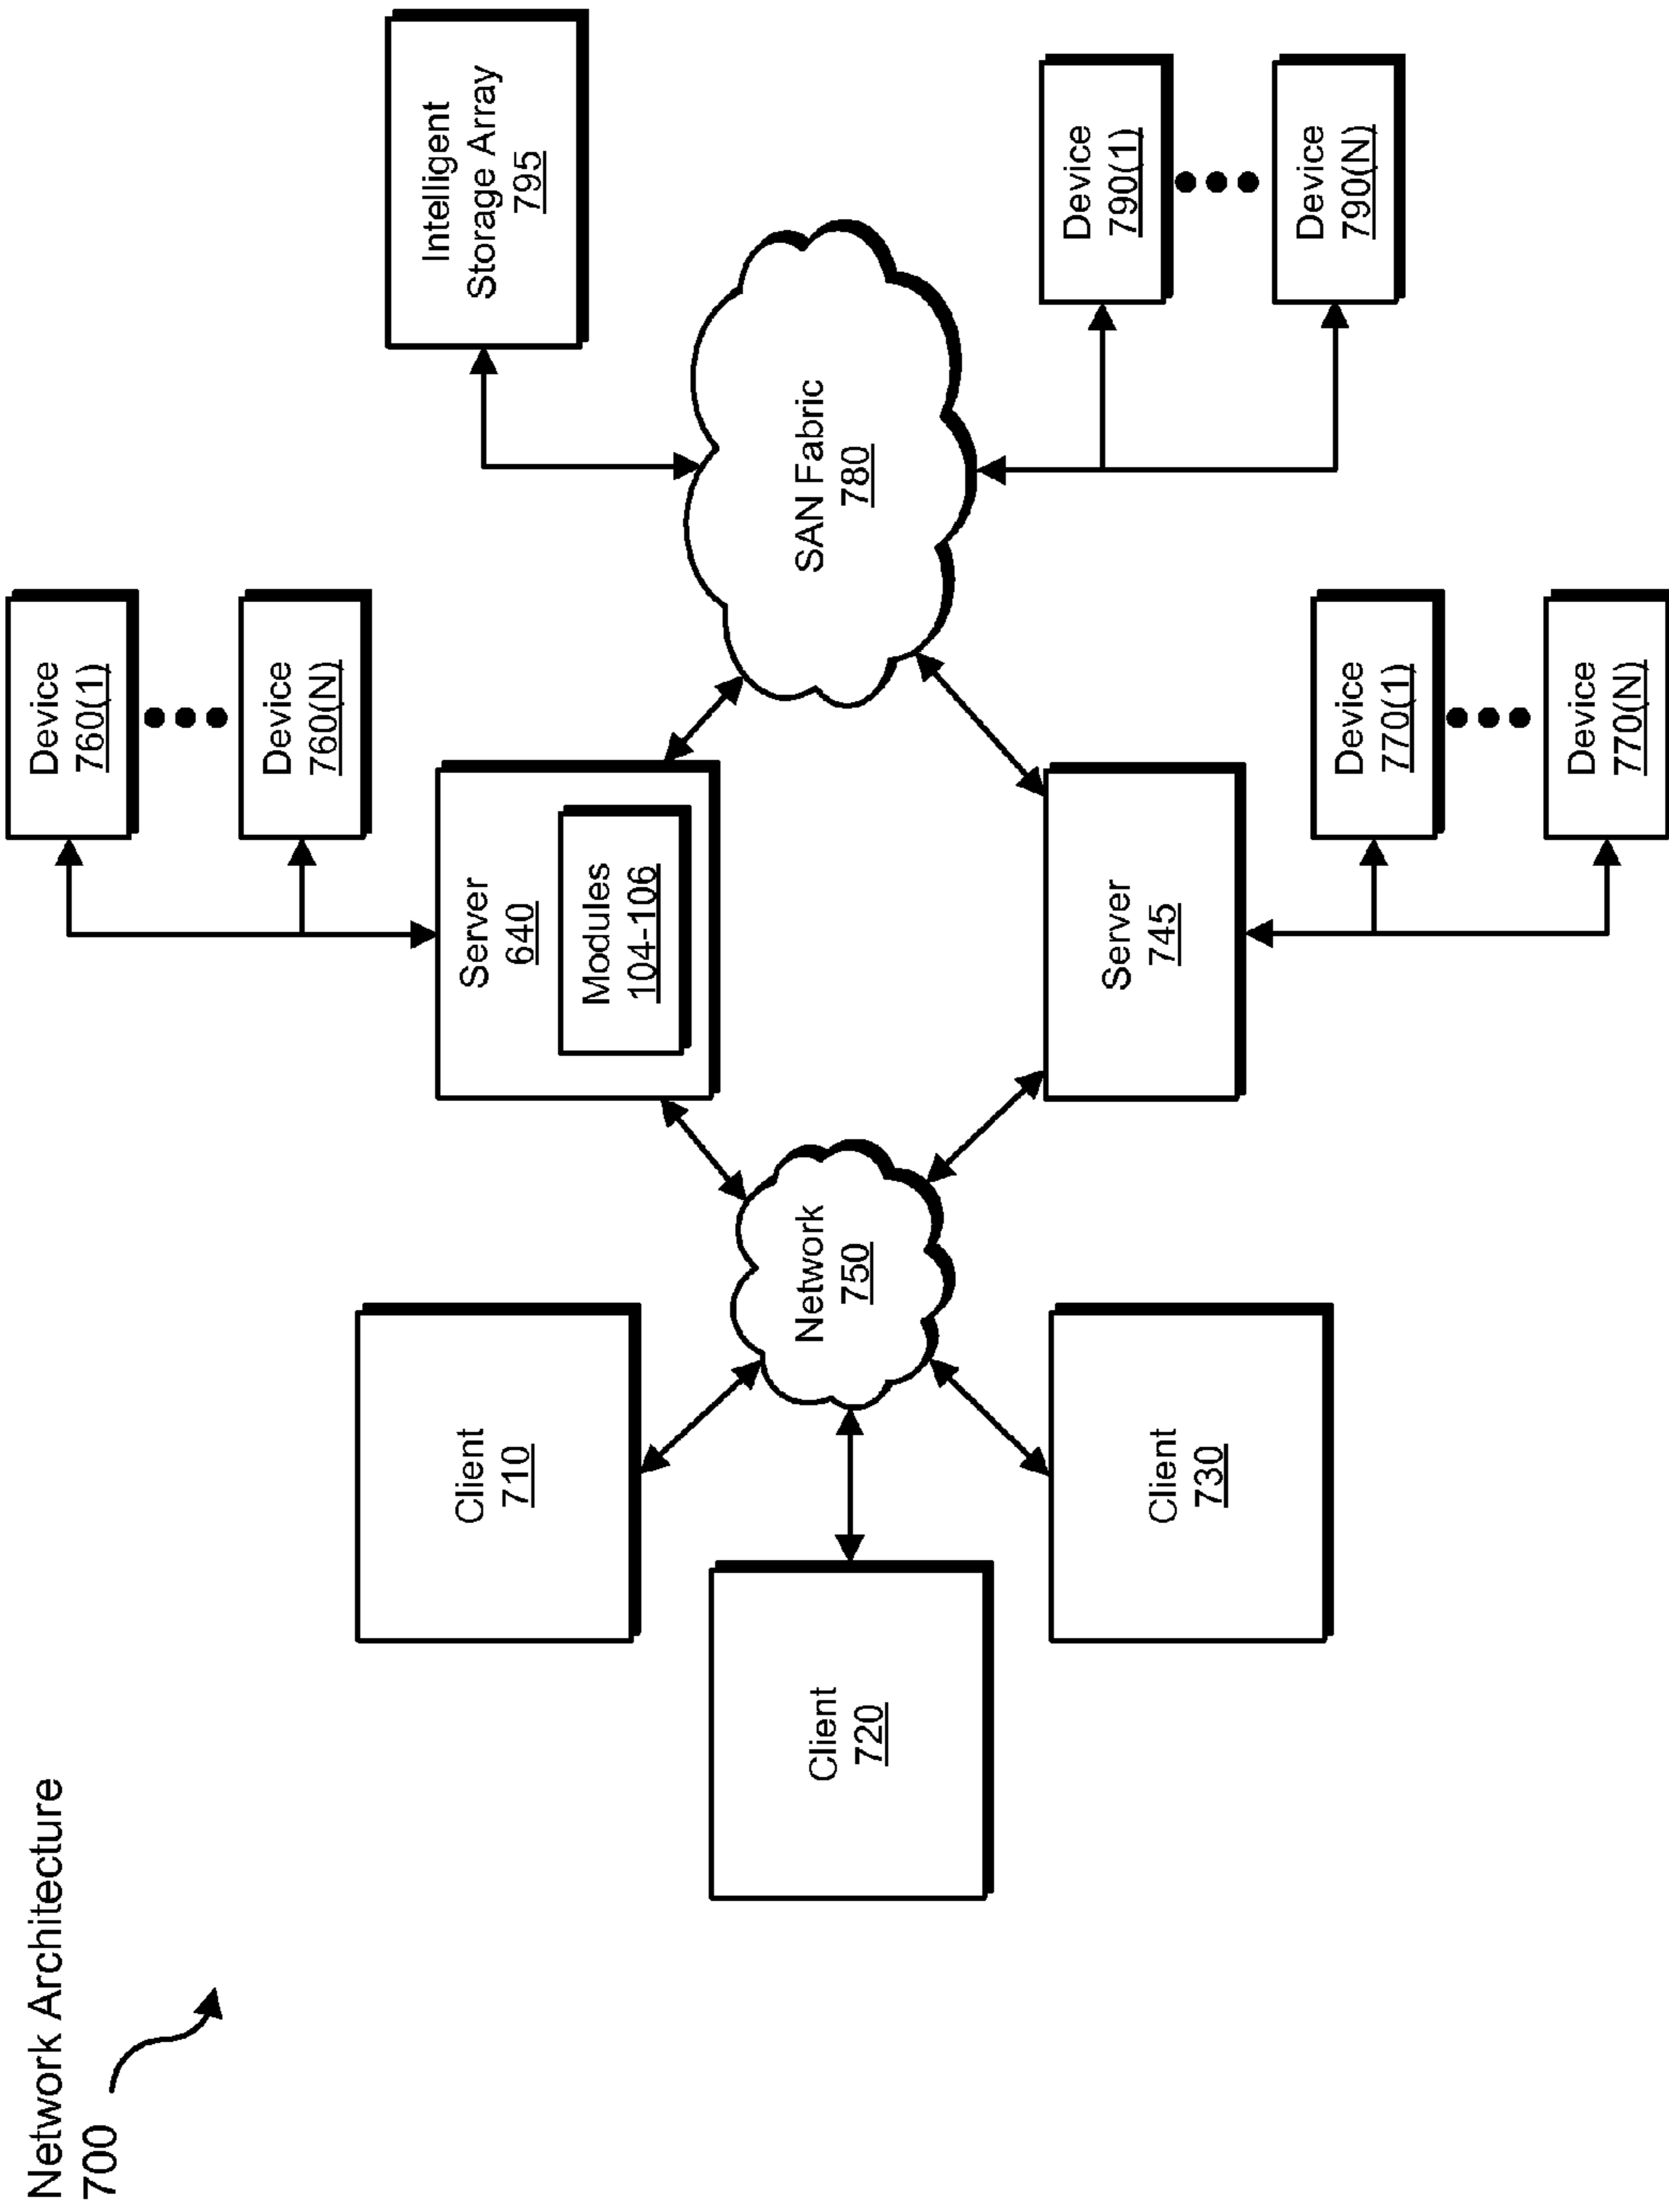 Network Architecture
700
Device
760(1)
Device
760(N)
Intelligent
Storage Array
795
Client
710
Server
640
Modules
104-106
Client
720
Network
750
SAN Fabric
780
Client
730
Server
745
Device
790(1)
Device
790(N)
Device
770(1)
Device
770(N)